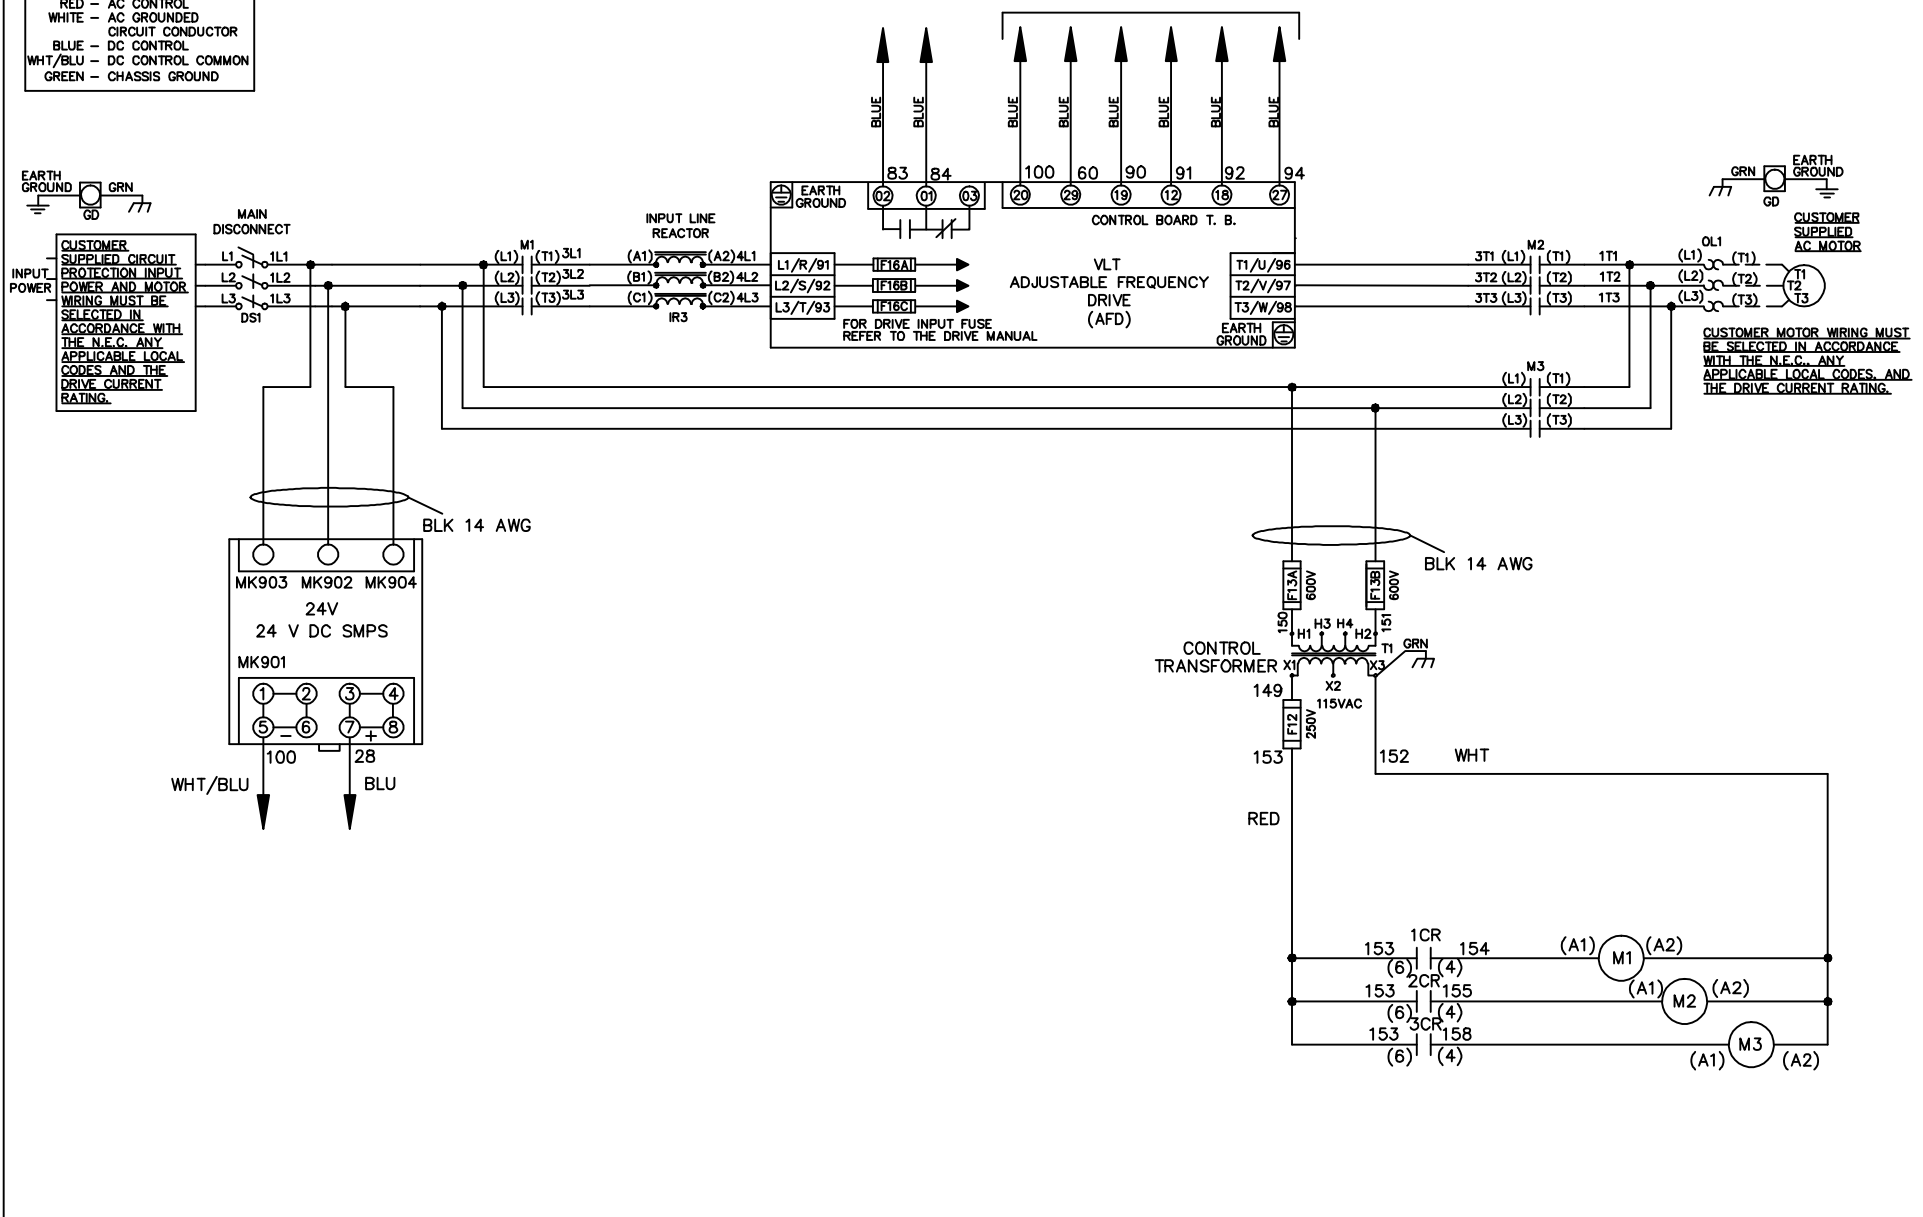 RED – AC CONTROL
WHITE – AC GROUNDED
CIRCUIT CONDUCTOR
BLUE – DC CONTROL
WHT/BLU – DC CONTROL COMMON
GREEN – CHASSIS GROUND
BLUE BLUE BLUE BLUE BLUE BLUE BLUE BLUE
83 84 100 60 90 91 92 94
02 01 03 20 29 19 12 18 27
EARTH
GROUND
CONTROL BOARD T. B.
EARTH
GROUND GRN
GD
MAIN
DISCONNECT
INPUT LINE
REACTOR
GRN EARTH
GROUND
GD
CUSTOMER
SUPPLIED
AC MOTOR
INPUT
POWER
CUSTOMER
SUPPLIED CIRCUIT
PROTECTION INPUT
POWER AND MOTOR
WIRING MUST BE
SELECTED IN
ACCORDANCE WITH
THE N.E.C. ANY
APPLICABLE LOCAL
CODES AND THE
DRIVE CURRENT
RATING.
M1
M2
OL1
L1 1L1 (L1) (T1) 3L1 (A1) (A2) 4L1 L1/R/91 F16A
L2 1L2 (L2) (T2) 3L2 (B1) (B2) 4L2 L2/S/92 F16B
L3 1L3 (L3) (T3) 3L3 (C1) (C2) 4L3 L3/T/93 F16C
DS1
IR3
VLT
ADJUSTABLE FREQUENCY
DRIVE
(AFD)
FOR DRIVE INPUT FUSE
REFER TO THE DRIVE MANUAL
EARTH
GROUND
T1/U/96 3T1 (L1) (T1) 1T1 (L1) (T1) T1
T2/V/97 3T2 (L2) (T2) 1T2 (L2) (T2) T2
T3/W/98 3T3 (L3) (T3) 1T3 (L3) (T3) T3
CUSTOMER MOTOR WIRING MUST
BE SELECTED IN ACCORDANCE
WITH THE N.E.C., ANY
APPLICABLE LOCAL CODES, AND
THE DRIVE CURRENT RATING.
M3
(L1) (T1)
(L2) (T2)
(L3) (T3)
BLK 14 AWG
MK903 MK902 MK904
24V
24 V DC SMPS
MK901
1 2 3 4
5 – 6 7 + 8
100 28
WHT/BLU BLU
BLK 14 AWG
F13A 600V F13B 600V
150 151
H1 H3 H4 H2
T1
GRN
CONTROL
TRANSFORMER
X1 X3
X2
115VAC
149
F12 250V
153 152 WHT
RED
1CR
153 154 (A1) M1 (A2)
(6) (4)
2CR
153 155 (A1) M2 (A2)
(6) (4)
3CR
153 158 M3
(6) (4) (A1) (A2)